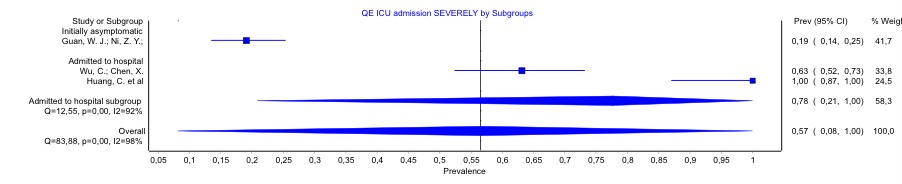 QE ICU admission SEVERELY by Subgroups
Study or Subgroup Prev (95% CI) % Weigl
Initially asymptomatic
Guan, W. J.; Ni, Z. Y.; 0,19 ( 0,14, 0,25) 41,7
Admitted to hospital
Wu, C.; Chen, X. 0,63 ( 0,52, 0,73) 33,8
Huang, C. et al 1,00 ( 0,87, 1,00) 24,5
Admitted to hospital subgroup 0,78 ( 0,21, 1,00) 58,3
Q=12,55, p=0,00, I2=92%
Overall 0,57 ( 0,08, 1,00) 100,0
Q=83,88, p=0,00, I2=98%
0,05 0,1 0,15 0,2 0,25 0,3 0,35 0,4 0,45 0,5 0,55 0,6 0,65 0,7 0,75 0,8 0,85 0,9 0,95 1
Prevalence